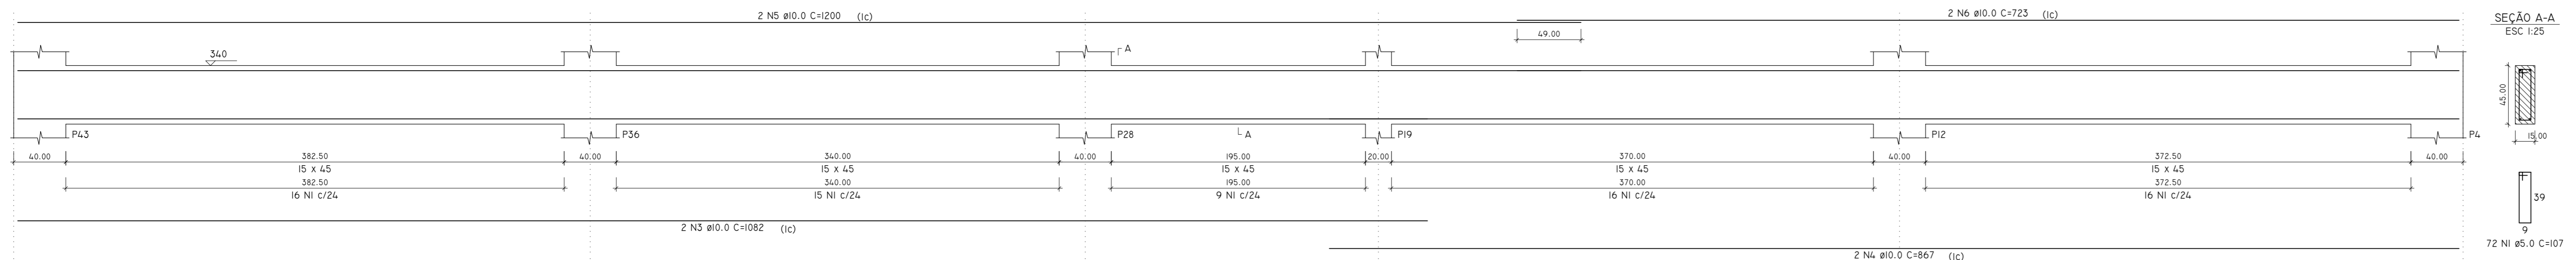 2 N5 ø10.0 C=1200 (1c)
2 N6 ø10.0 C=723 (1c)
SEÇÃO A-A
ESC 1:25
49.00
340
A
45.00
P43
P36
P28
A
P19
P12
P4
15.00
40.00
382.50
40.00
340.00
40.00
195.00
20.00
370.00
40.00
372.50
40.00
15 x 45
15 x 45
15 x 45
15 x 45
15 x 45
382.50
340.00
195.00
370.00
372.50
16 N1 c/24
15 N1 c/24
9 N1 c/24
16 N1 c/24
16 N1 c/24
39
9
2 N3 ø10.0 C=1082 (1c)
72 N1 ø5.0 C=107
2 N4 ø10.0 C=867 (1c)